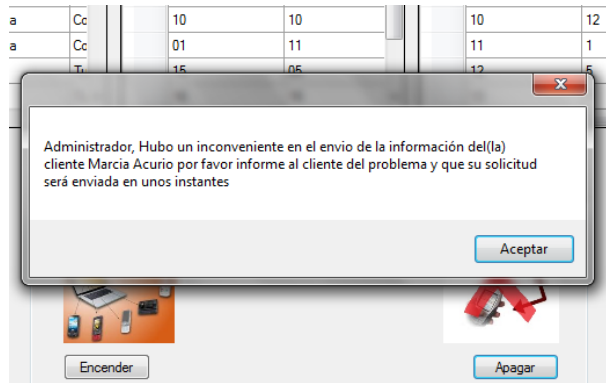 a Cc 10 10 10 12
a Cc 01 11 11 1
15 05 12 5
Administrador, Hubo un inconveniente en el envio de la información del(la)
cliente Marcia Acurio por favor informe al cliente del problema y que su solicitud
será enviada en unos instantes
Aceptar
Encender Apagar